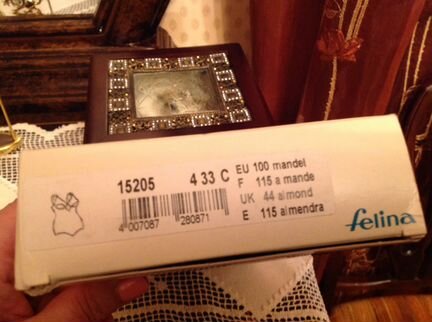 15205 4 33 C
EU 100 mandel
F 115 a mande
UK 44 almond
E 115 almendra
4 007087 280871
felina